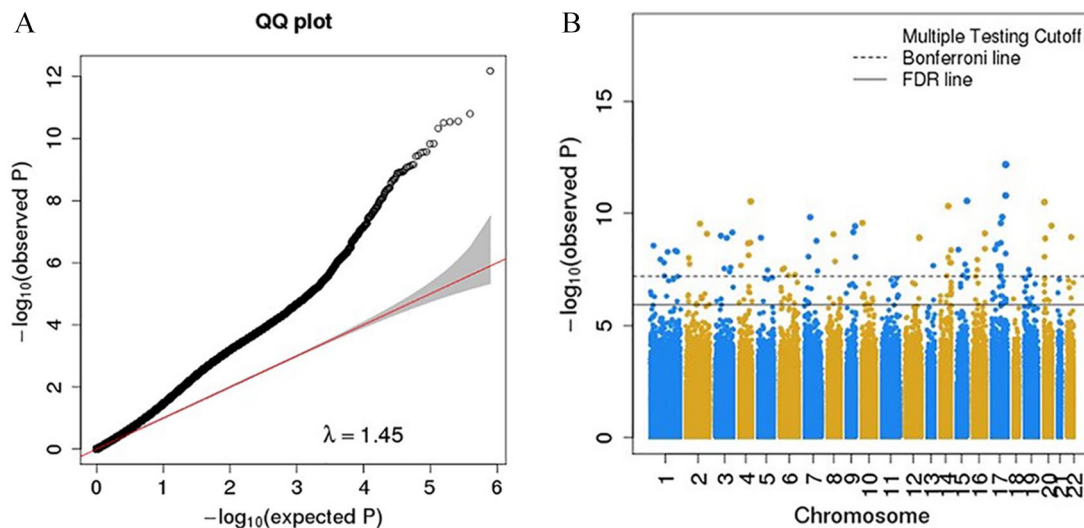 A
QQ plot
−log10(observed P)
12
10
8
6
4
2
0
λ = 1.45
0 1 2 3 4 5 6
−log10(expected P)
B
Multiple Testing Cutoff
Bonferroni line
FDR line
−log10(observed P)
15
10
5
0
1 2 3 4 5 6 7 8 9 10 11 12 13 14 15 16 17 18 19 20 21 22
Chromosome